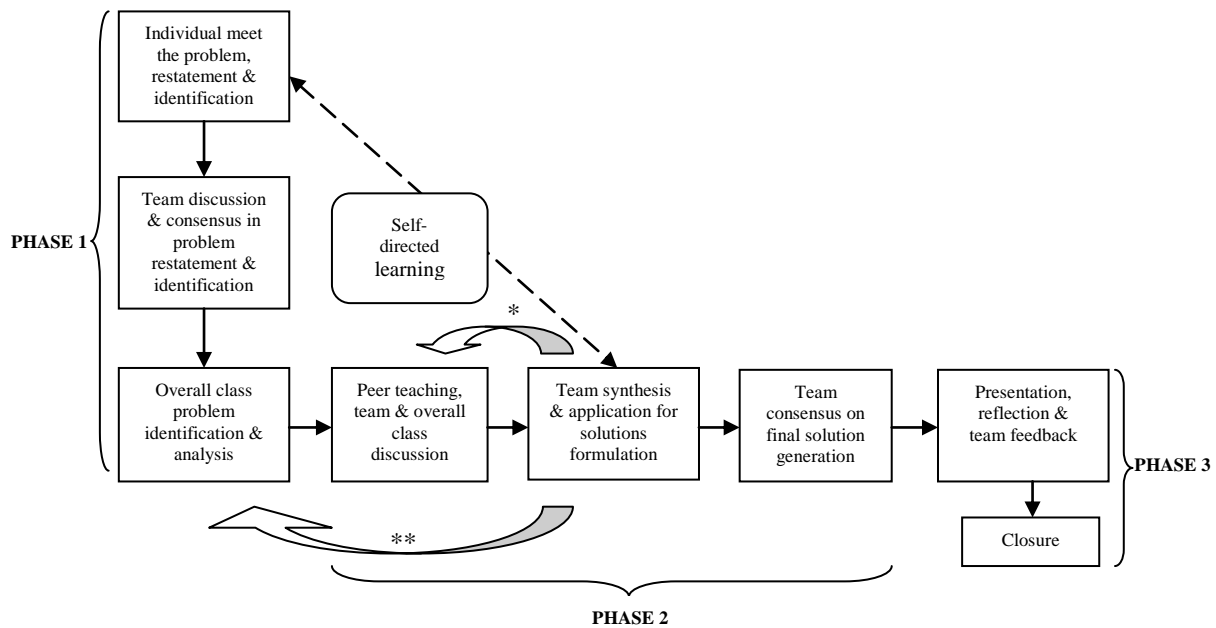 Individual meet
the problem,
restatement &
identification
Team discussion
& consensus in
problem
restatement &
identification
PHASE 1
Self-
directed
learning
*
Overall class
problem
identification &
analysis
Peer teaching,
team & overall
class
discussion
Team synthesis
& application for
solutions
formulation
Team
consensus on
final solution
generation
Presentation,
reflection &
team feedback
PHASE 3
**
Closure
PHASE 2